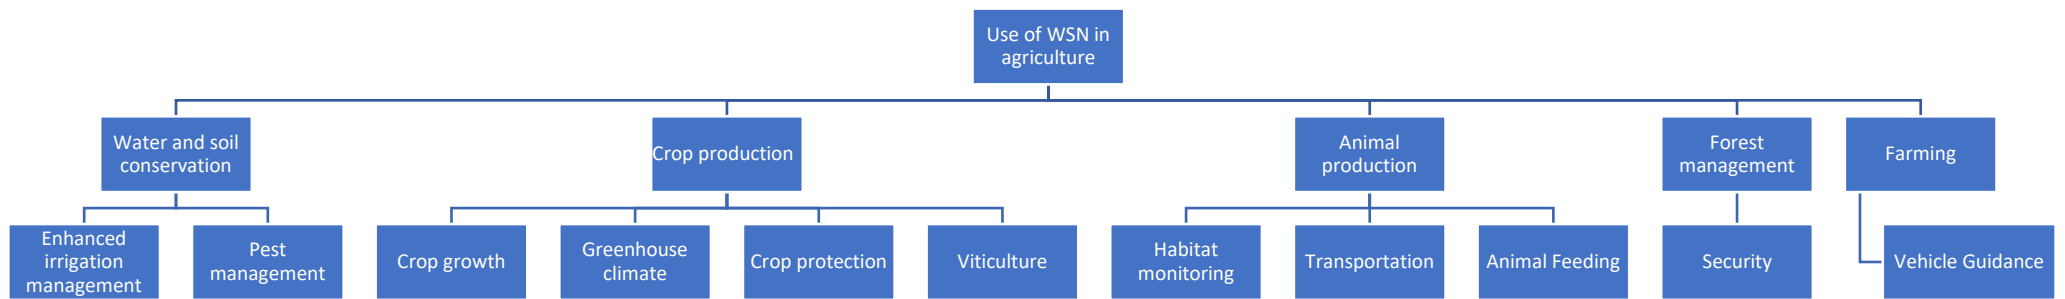 Use of WSN in
agriculture
Water and soil
conservation
Crop production
Animal
production
Forest
management
Farming
Enhanced
irrigation
management
Pest
management
Crop growth
Greenhouse
climate
Crop protection
Viticulture
Habitat
monitoring
Transportation
Animal Feeding
Security
Vehicle Guidance